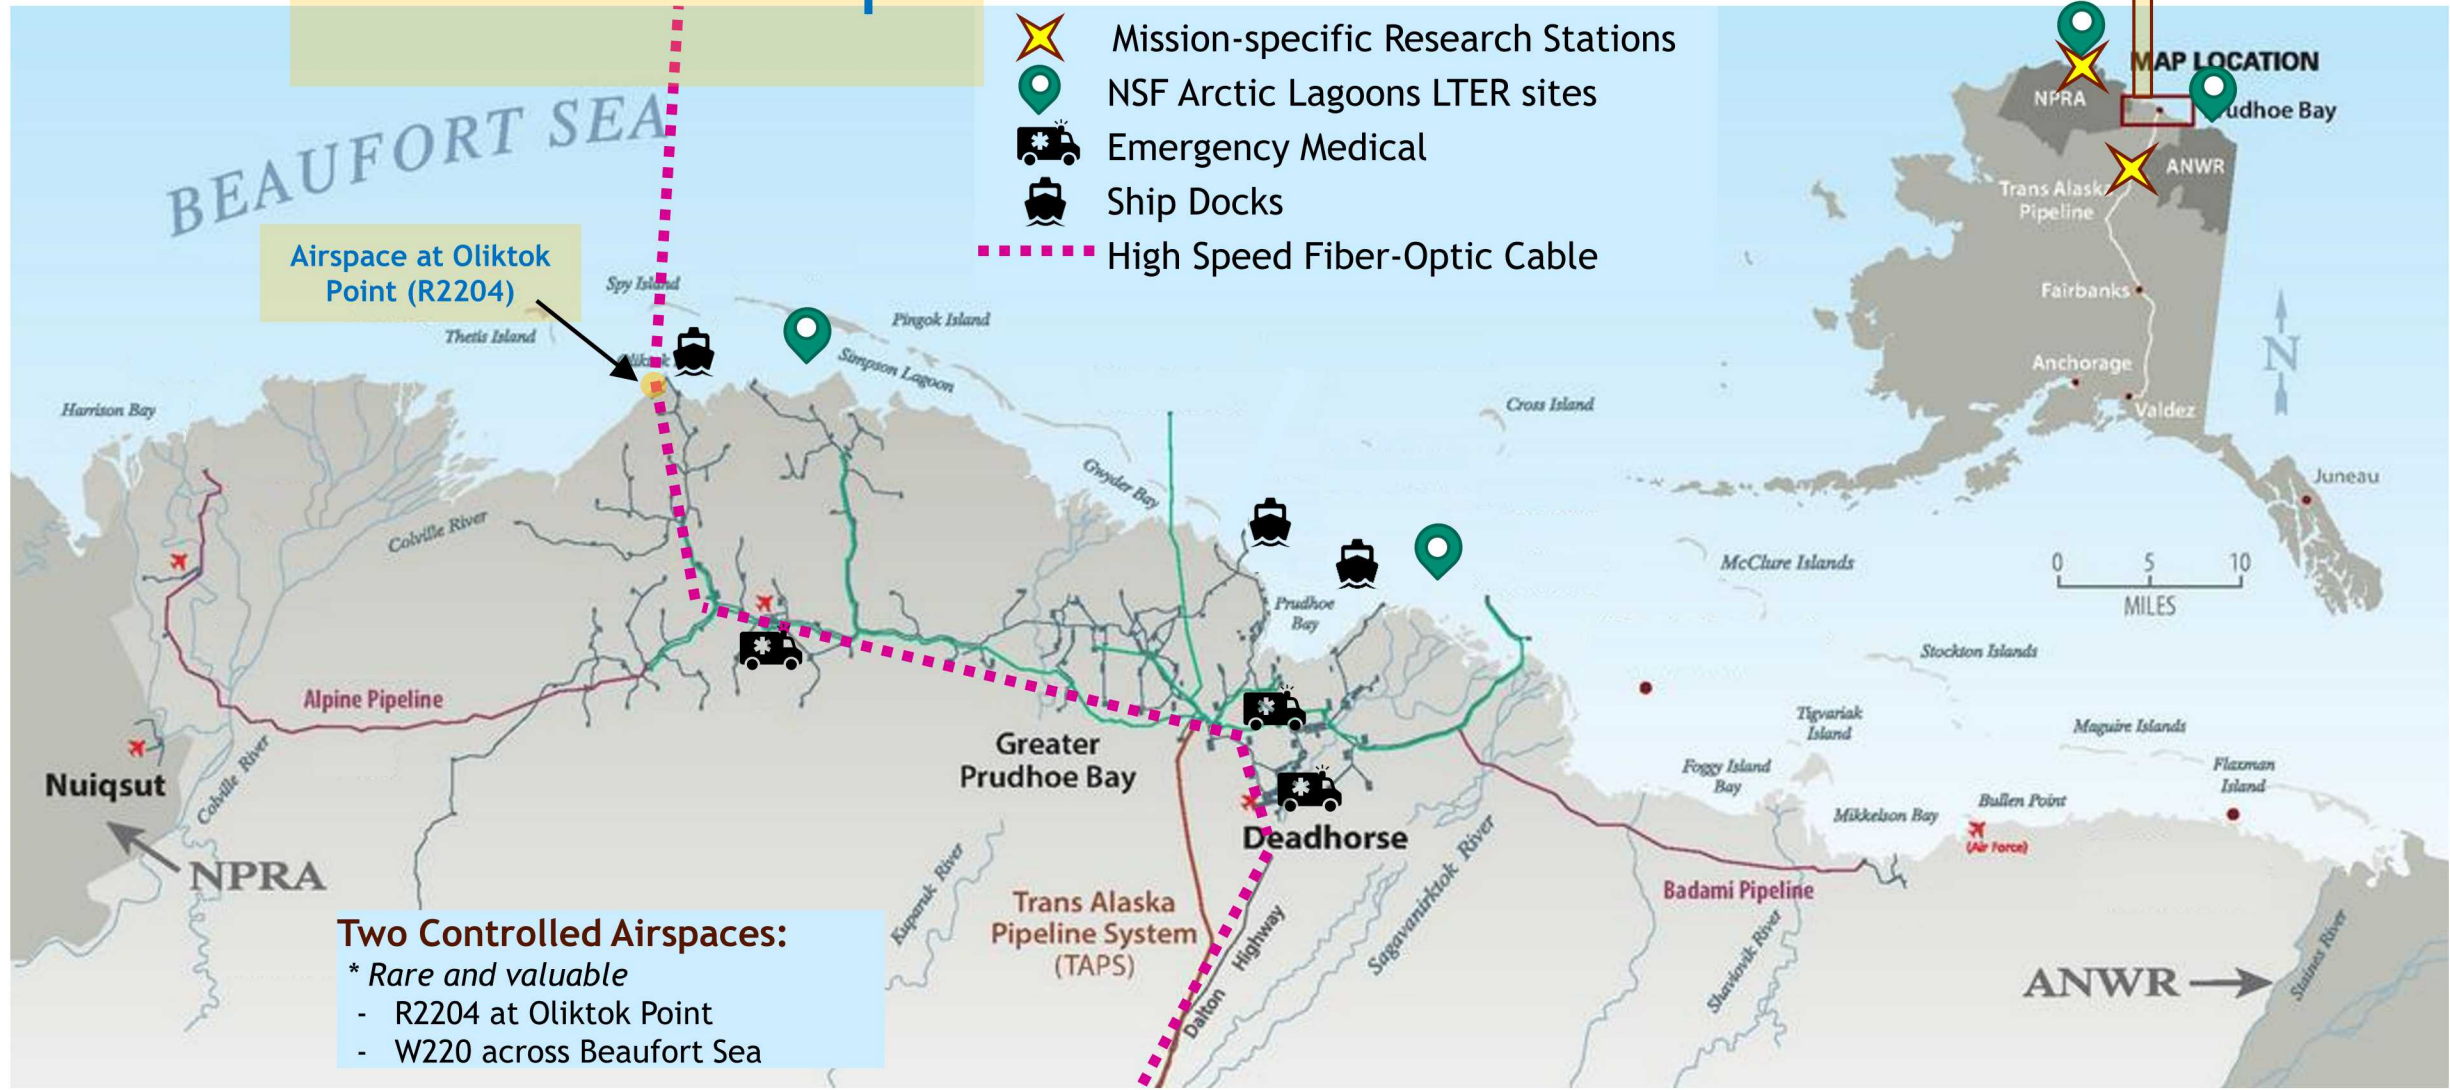 Mission-specific Research Stations
NSF Arctic Lagoons LTER sites
Emergency Medical
Ship Docks
High Speed Fiber-Optic Cable
MAP LOCATION
NPRA
Prudhoe Bay
ANWR
Trans Alaska
Pipeline
Fairbanks
Anchorage
Valdez
Juneau
N
0 5 10
MILES
BEAUFORT SEA
Airspace at Oliktok
Point (R2204)
Spy Island
Thetis Island
Pingok Island
Simpson Lagoon
Harrison Bay
Cross Island
Gwyder Bay
Colville River
McClure Islands
Prudhoe
Bay
Stockton Islands
Alpine Pipeline
Tigvariak
Island
Maguire Islands
Greater
Prudhoe Bay
Nuiqsut
Colville River
Foggy Island
Bay
Flaxman
Island
Bullen Point
Mikkelson Bay
(Air Force)
Deadhorse
NPRA
Kuparuk River
Trans Alaska
Pipeline System
(TAPS)
Dalton Highway
Sagavanirktok River
Badami Pipeline
Shaviovik River
ANWR
Staines River
Two Controlled Airspaces:
* Rare and valuable
- R2204 at Oliktok Point
- W220 across Beaufort Sea